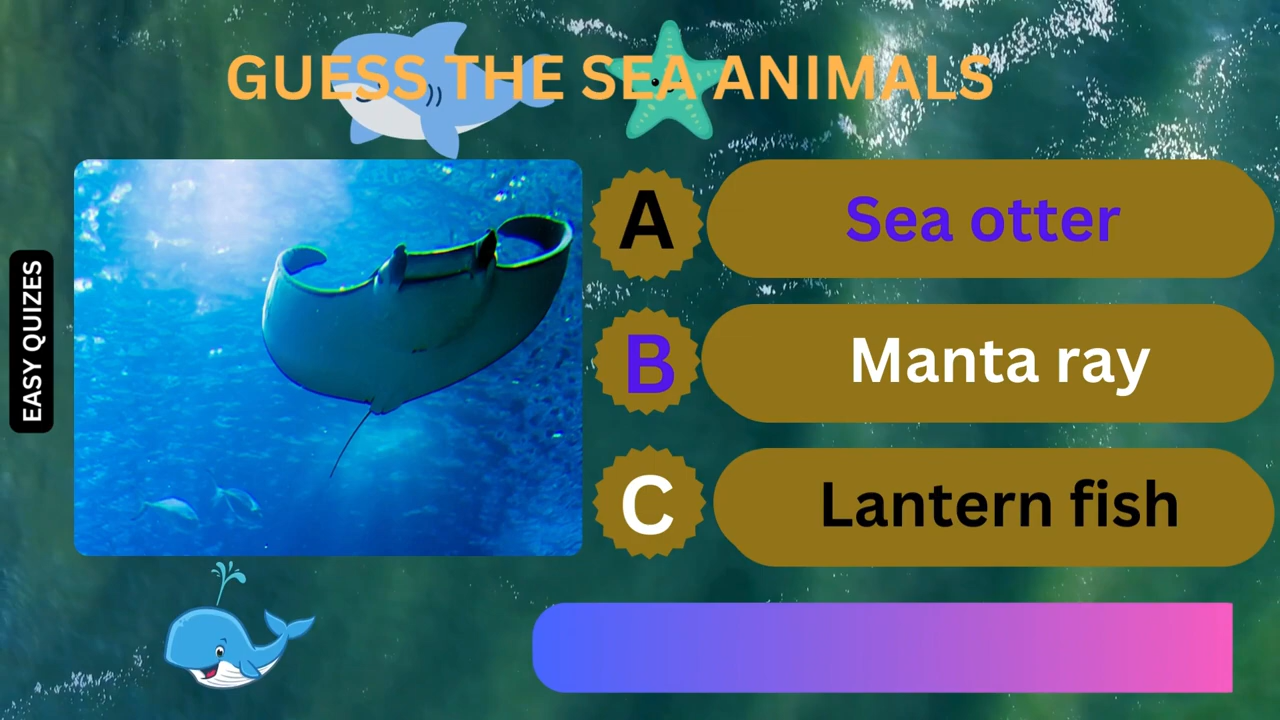 GUESS THE SEA ANIMALS
EASY QUIZES
A
Sea otter
B
Manta ray
C
Lantern fish